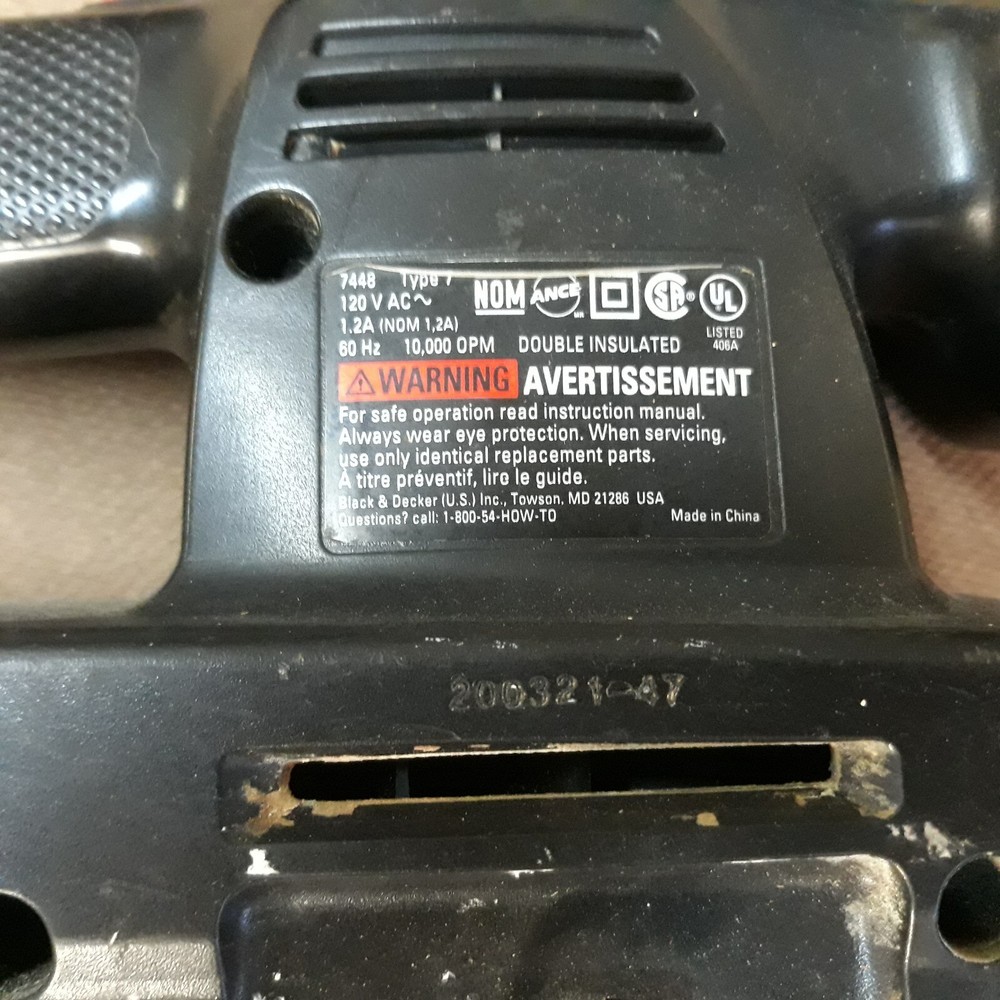 7448 Type 7
120 V AC~ NOM ANCE SA® UL
1.2A (NOM 1,2A) LISTED
60 Hz 10,000 OPM DOUBLE INSULATED 406A
⚠WARNING AVERTISSEMENT
For safe operation read instruction manual.
Always wear eye protection. When servicing,
use only identical replacement parts.
A titre préventif, lire le guide.
Black & Decker (U.S.) Inc., Towson, MD 21286 USA
Questions? call: 1-800-54-HOW-TO Made in China
200321-47